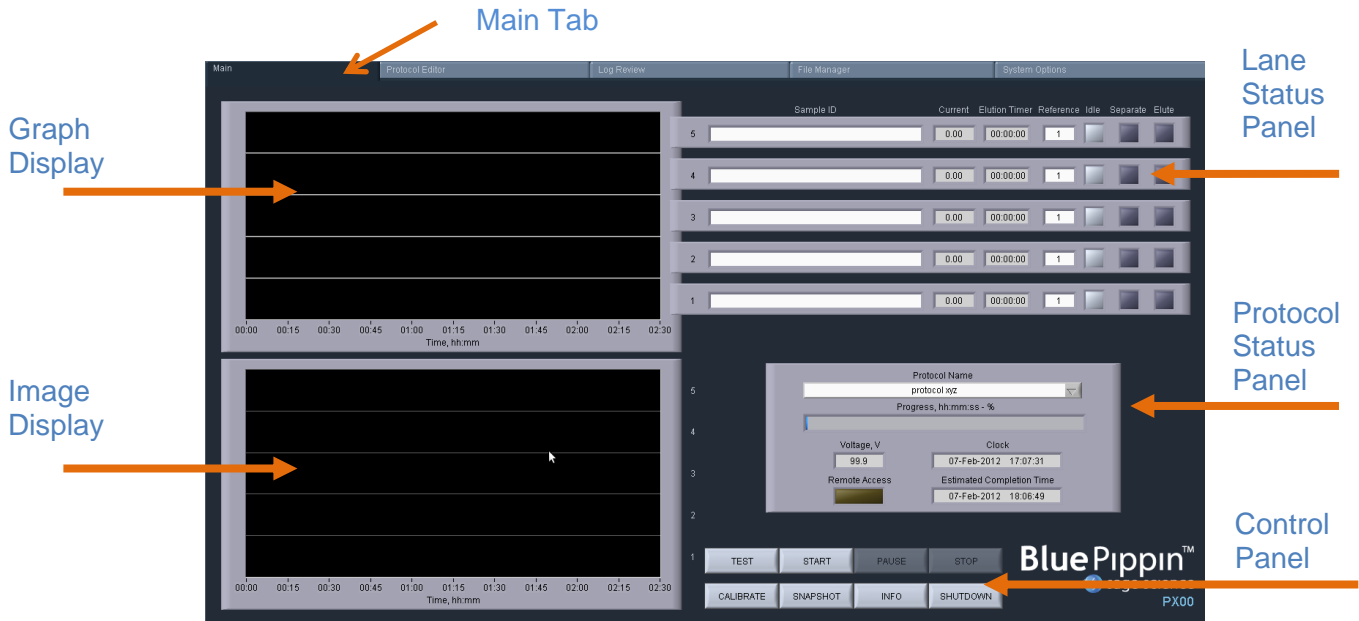 Main Tab
Lane
Status
Panel
Graph
Display
Main Protocol Editor Log Review File Manager System Options
Sample ID Current Elution Timer Reference Idle Separate Elute
5 0.00 00:00:00 1
4 0.00 00:00:00 1
3 0.00 00:00:00 1
2 0.00 00:00:00 1
1 0.00 00:00:00 1
00:00 00:15 00:30 00:45 01:00 01:15 01:30 01:45 02:00 02:15 02:30
Time, hh:mm
Image
Display
5
4
3
2
1
00:00 00:15 00:30 00:45 01:00 01:15 01:30 01:45 02:00 02:15 02:30
Time, hh:mm
Protocol
Status
Panel
Protocol Name
protocol xyz
Progress, hh:mm:ss - %
Voltage, V Clock
99.9 07-Feb-2012 17:07:31
Remote Access Estimated Completion Time
07-Feb-2012 18:06:49
Control
Panel
TEST START PAUSE STOP
CALIBRATE SNAPSHOT INFO SHUTDOWN
BluePippin™
PX00